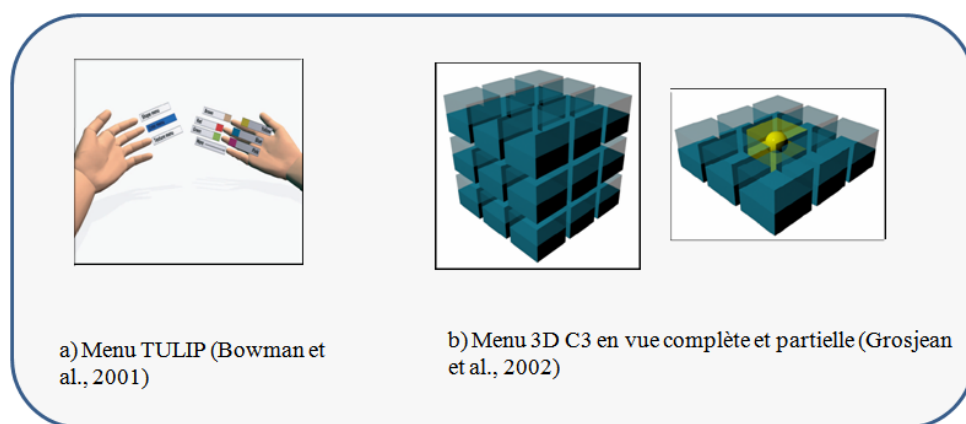 a) Menu TULIP (Bowman et
al., 2001)
b) Menu 3D C3 en vue complète et partielle (Grosjean
et al., 2002)